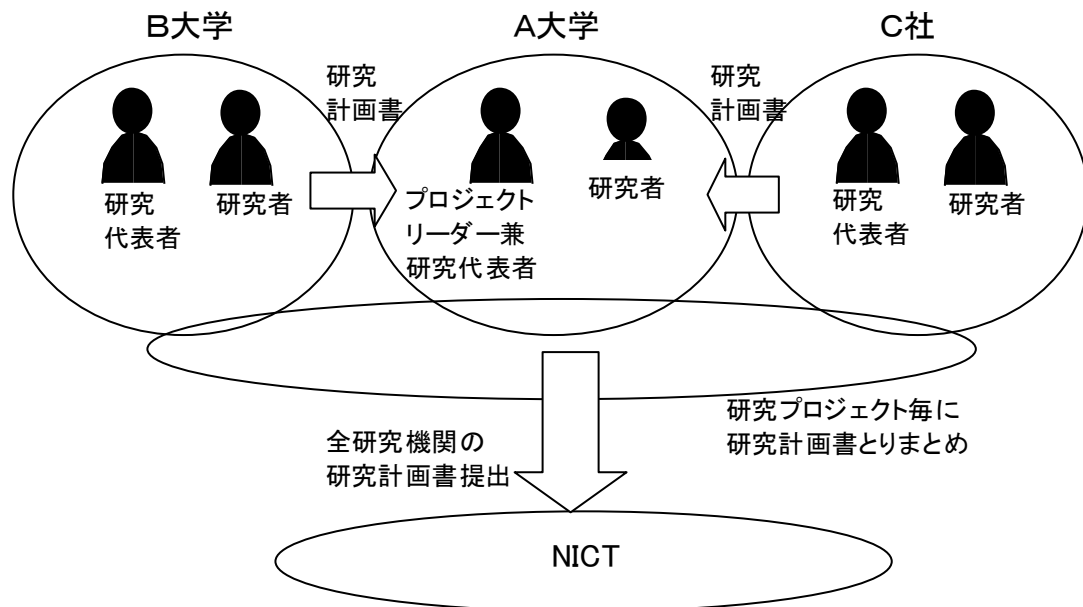 B大学
A大学
C社
研究
計画書
研究
計画書
研究
代表者
研究者
プロジェクト
リーダー兼
研究代表者
研究者
研究
代表者
研究者
全研究機関の
研究計画書提出
研究プロジェクト毎に
研究計画書とりまとめ
NICT